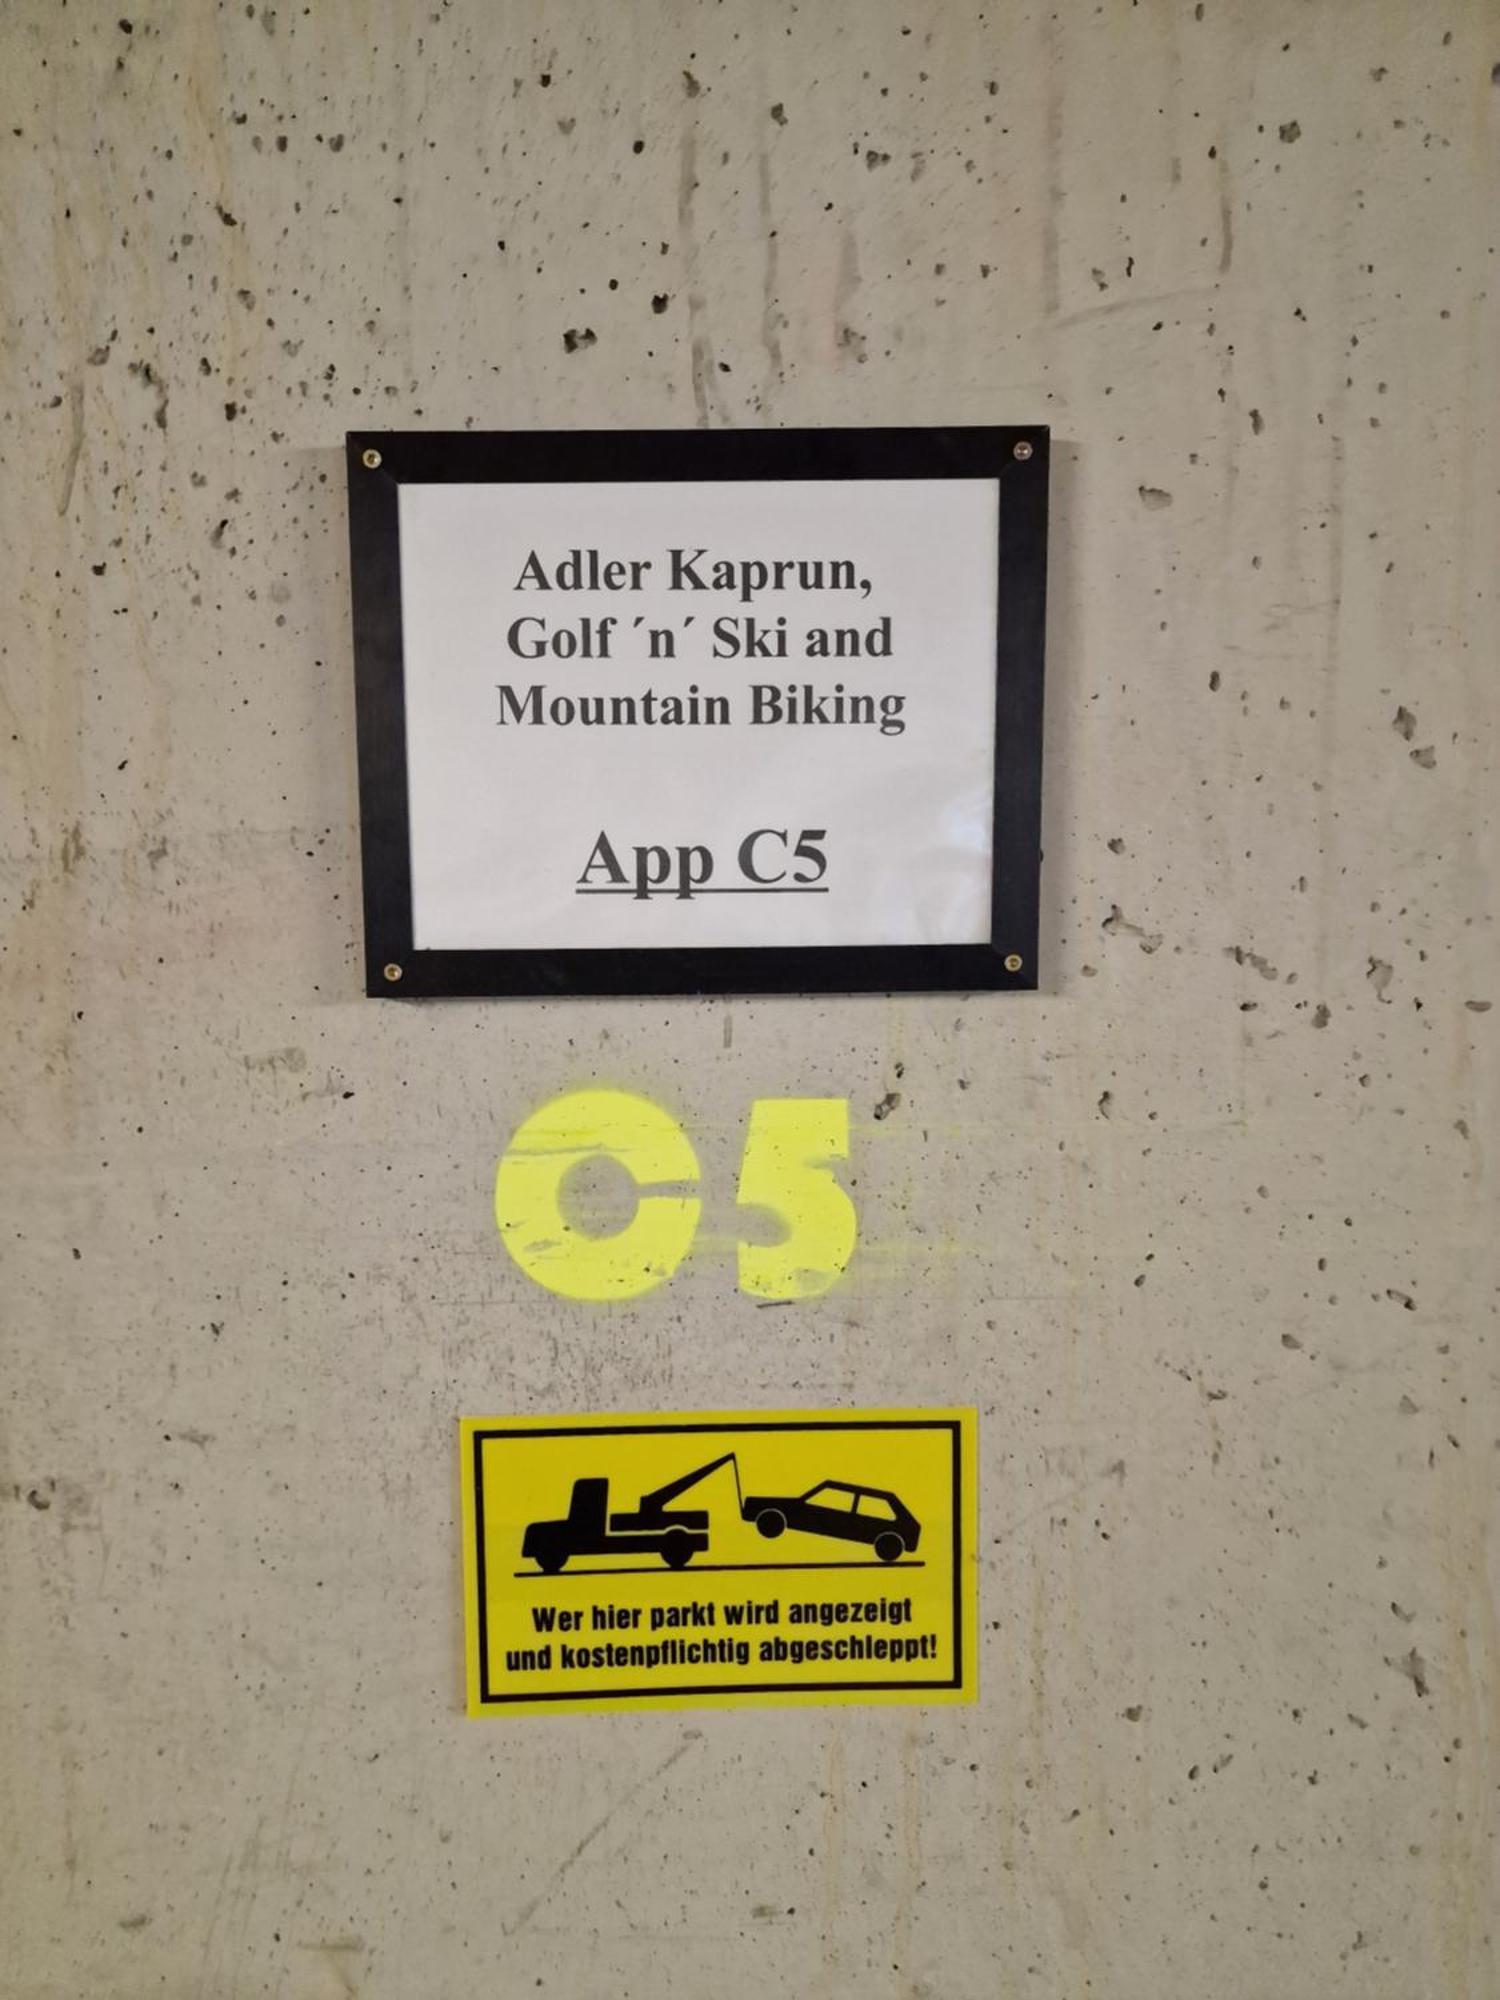 Adler Kaprun,
Golf ´n´ Ski and
Mountain Biking
App C5
C5
Wer hier parkt wird angezeigt
und kostenpflichtig abgeschleppt!